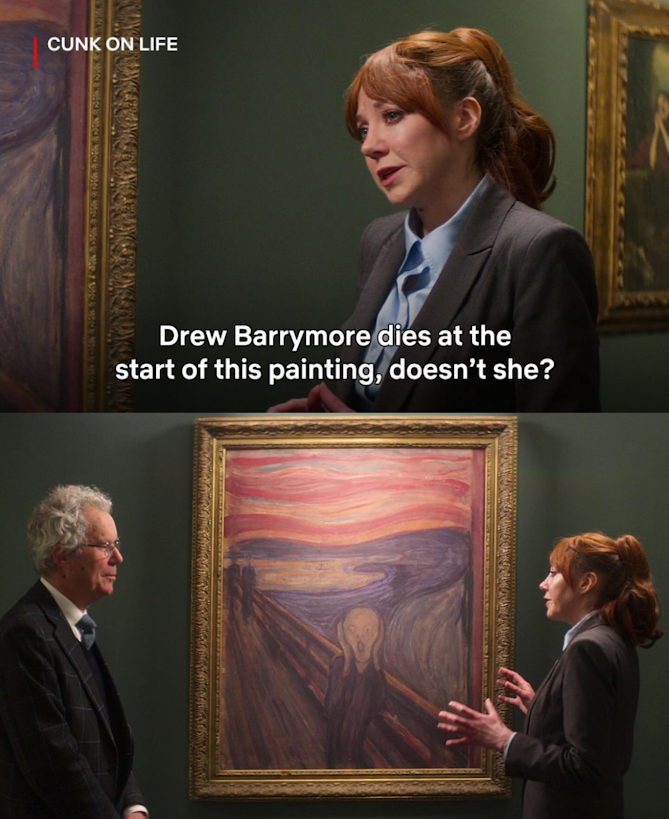 CUNK ON LIFE
Drew Barrymore dies at the
start of this painting, doesn't she?